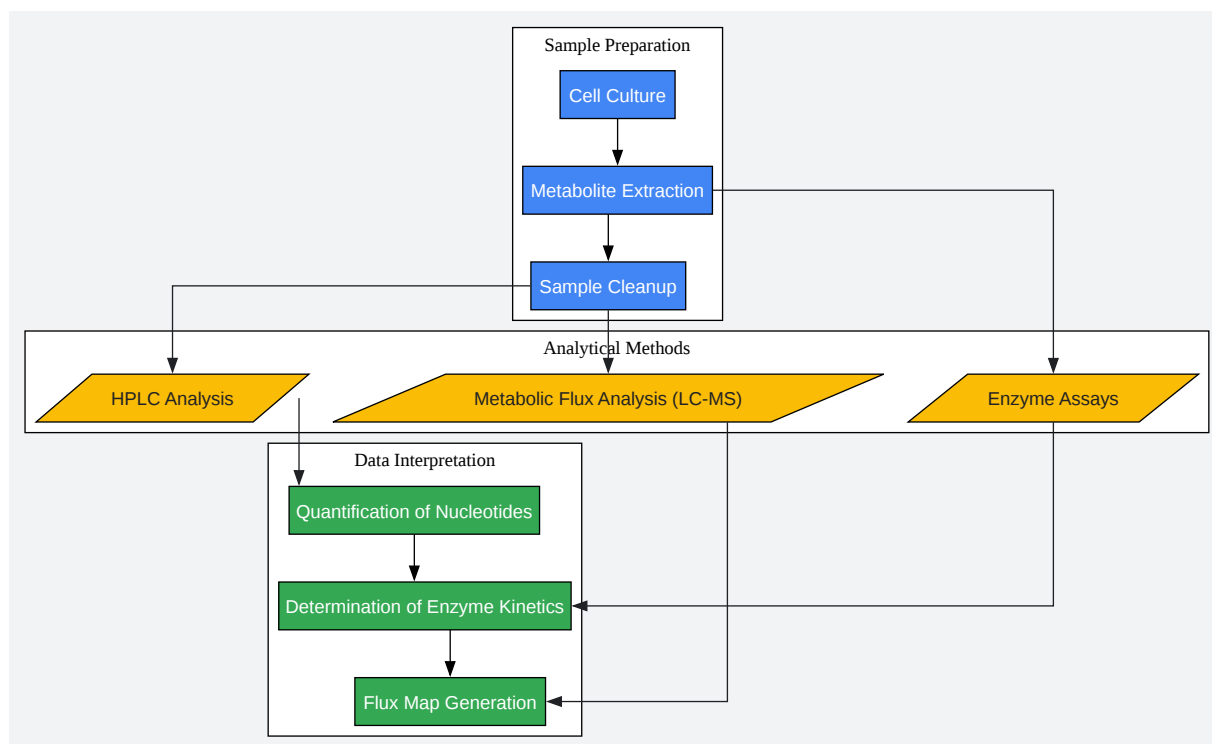 Sample Preparation
Cell Culture
Metabolite Extraction
Sample Cleanup
Analytical Methods
HPLC Analysis
Metabolic Flux Analysis (LC-MS)
Enzyme Assays
Data Interpretation
Quantification of Nucleotides
Determination of Enzyme Kinetics
Flux Map Generation